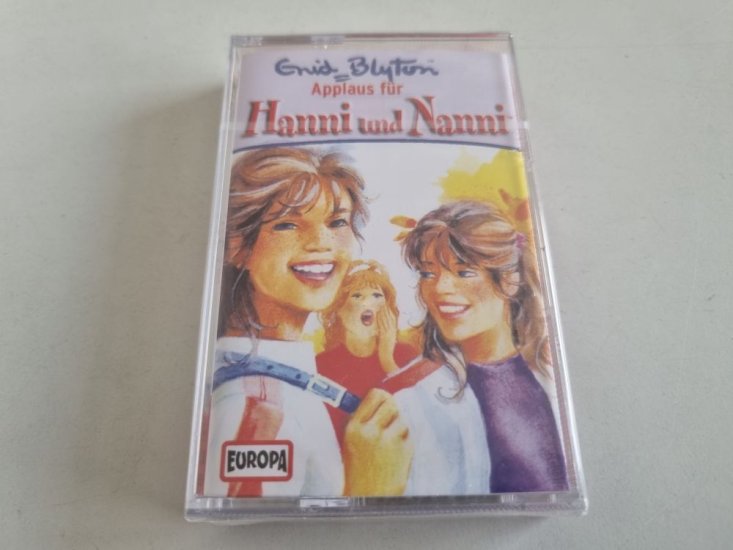 Enid Blyton
Applaus für
Hanni und Nanni
EUROPA